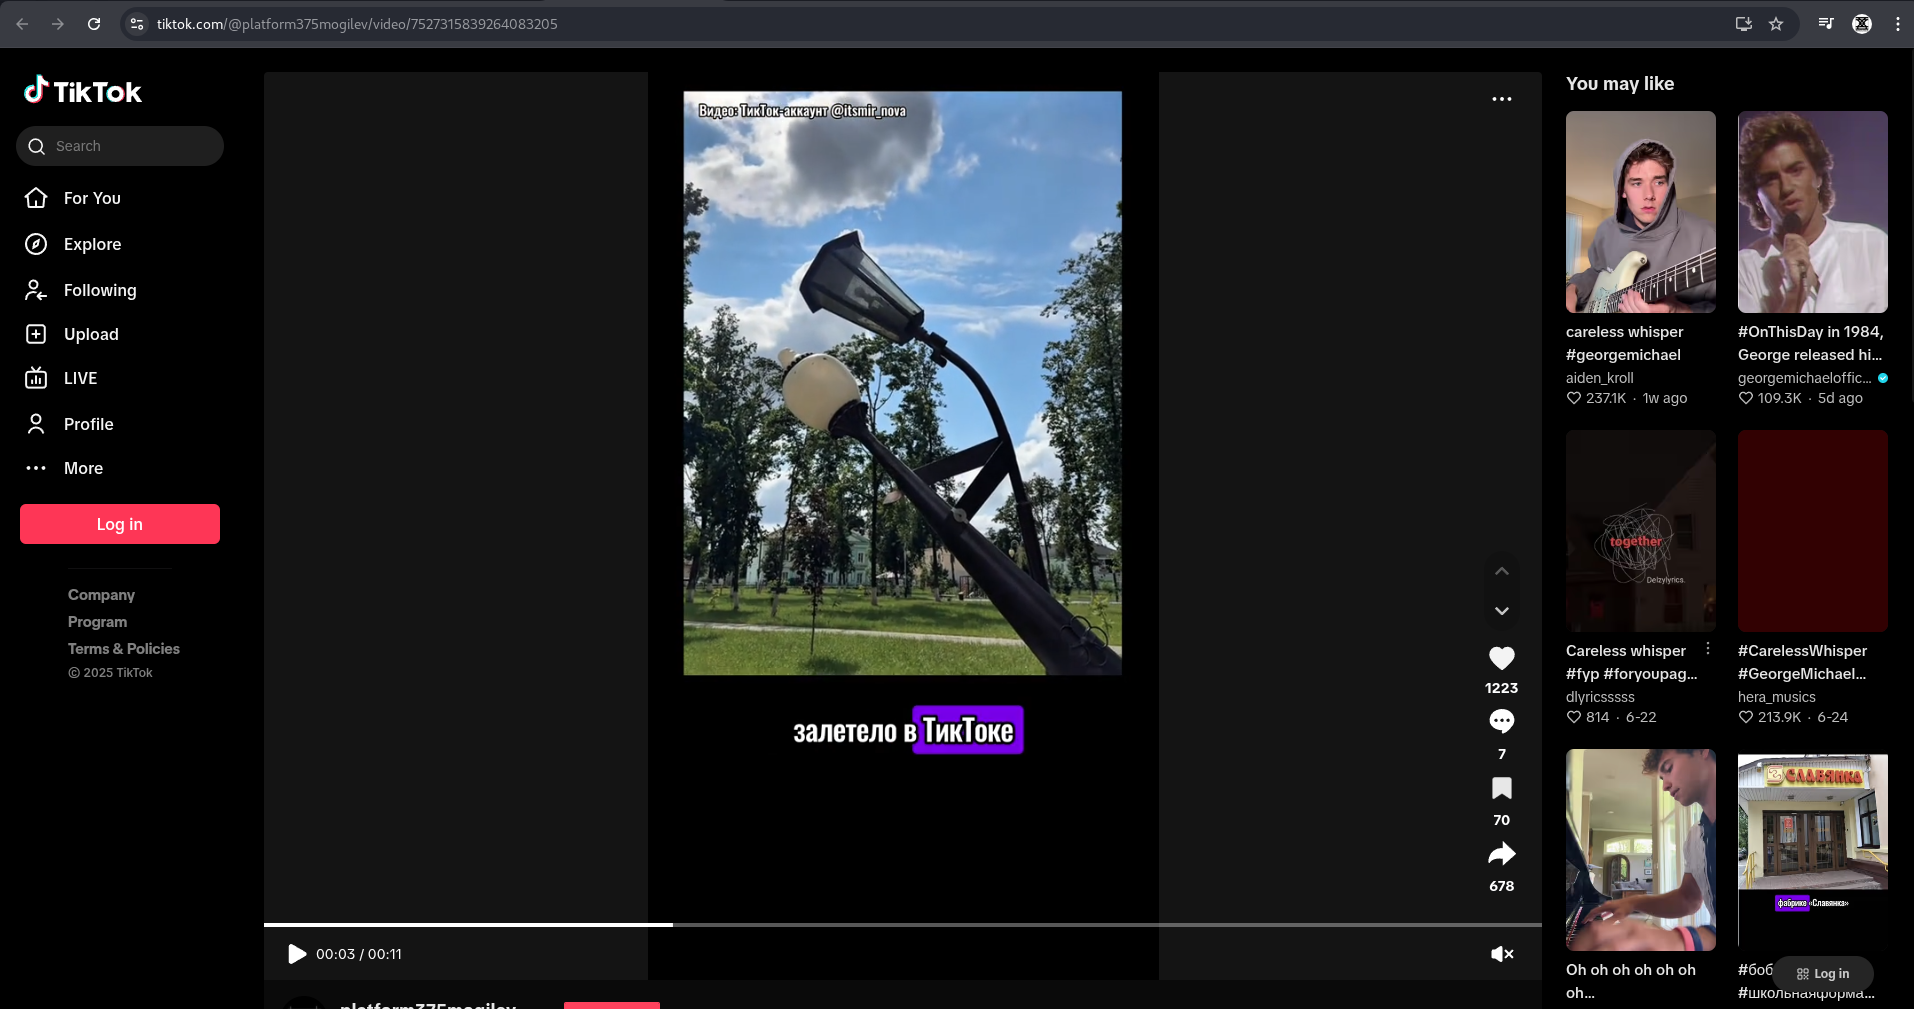 tiktok.com/@platform375mogilev/video/7527315839264083205
TikTok
Search
For You
Explore
Following
Upload
LIVE
Profile
More
Log in
Company
Program
Terms & Policies
© 2025 TikTok
Видео: ТикТок-аккаунт @itsmir_nova
залетело в ТикТоке
1223
7
70
678
00:03 / 00:11
platform375mogilev
You may like
careless whisper
#georgemichael
aiden_kroll
237.1K · 1w ago
#OnThisDay in 1984,
George released hi...
georgemichaeloffic...
109.3K · 5d ago
together
Delzylyrics.
Careless whisper
#fyp #foryoupag...
dlyricsssss
814 · 6-22
#CarelessWhisper
#GeorgeMichael...
hera_musics
213.9K · 6-24
Oh oh oh oh oh oh
oh...
СЛАВЯНКА
фабрике «Славянка»
#боб
#школьнаяформа...
Log in